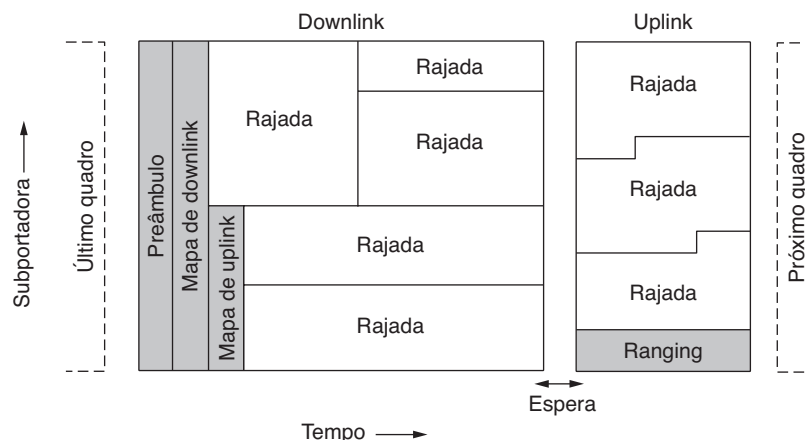 Downlink
Uplink
Subportadora
Último quadro
Preâmbulo
Mapa de downlink
Mapa de uplink
Rajada
Rajada
Rajada
Rajada
Rajada
Rajada
Rajada
Rajada
Ranging
Próximo quadro
Espera
Tempo